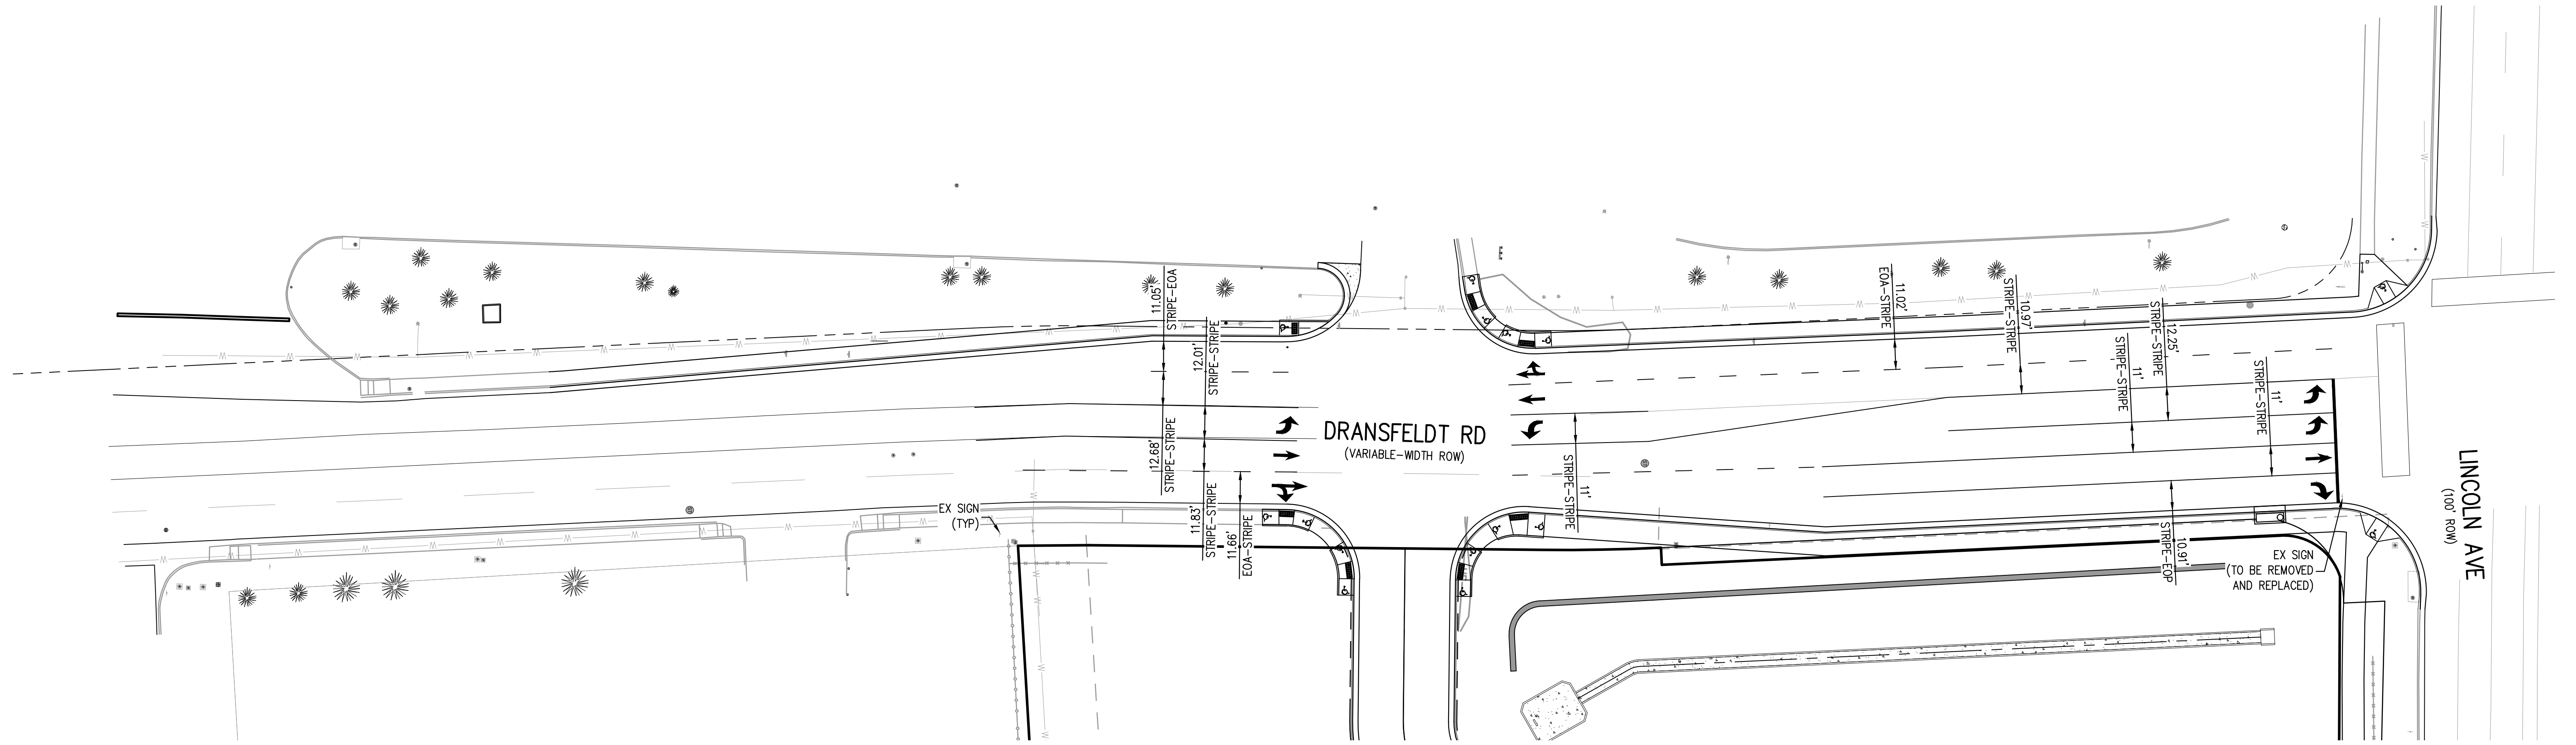 11.05'
STRIPE-EOA
12.01'
STRIPE-STRIPE
12.68'
STRIPE-STRIPE
11.83'
STRIPE-STRIPE
11.66'
EOA-STRIPE
EX SIGN
(TYP)
DRANSFELDT RD
(VARIABLE-WIDTH ROW)
11'
STRIPE-STRIPE
11.02'
EOA-STRIPE
10.97'
STRIPE-STRIPE
12.25'
STRIPE-STRIPE
11'
STRIPE-STRIPE
11'
STRIPE-STRIPE
10.91'
STRIPE-EOP
EX SIGN
(TO BE REMOVED
AND REPLACED)
LINCOLN AVE
(100' ROW)